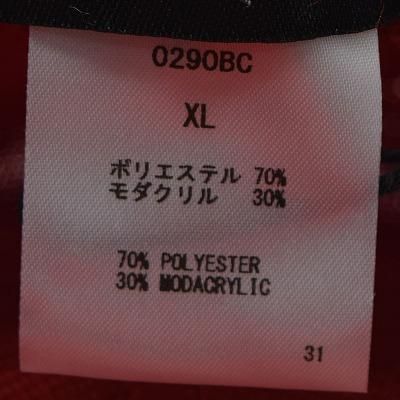 0290BC
XL
ポリエステル 70%
モダクリル 30%
70% POLYESTER
30% MODACRYLIC
31